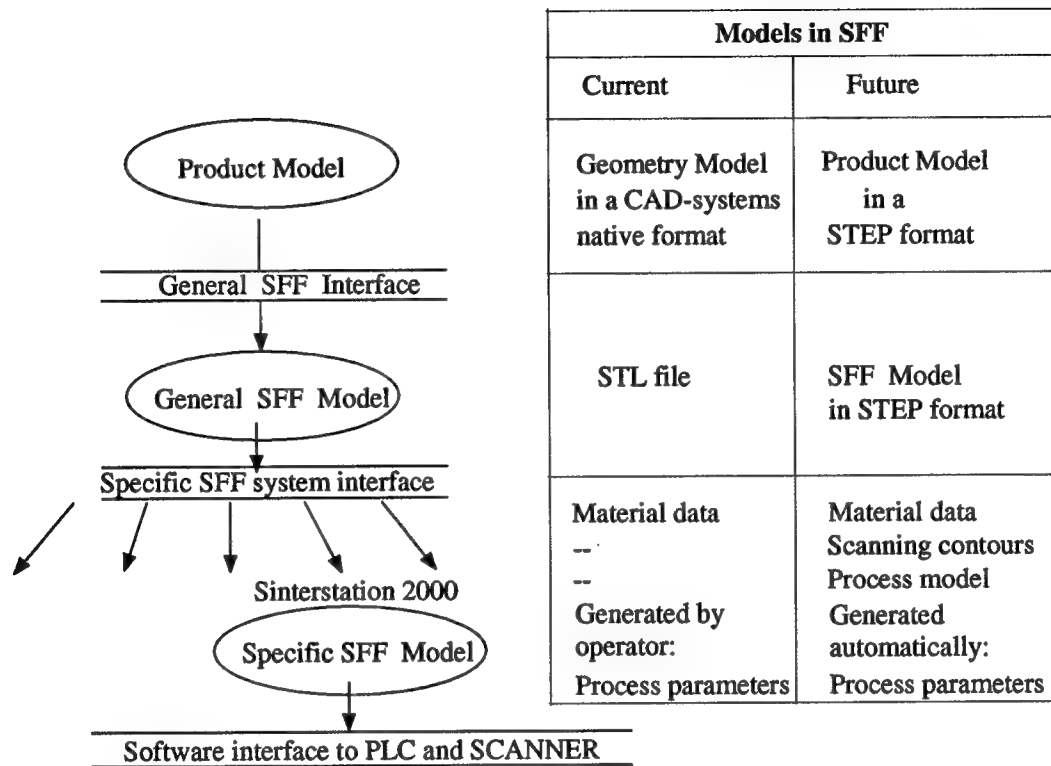 Product Model
General SFF Interface
General SFF Model
Specific SFF system interface
Sinterstation 2000
Specific SFF Model
Software interface to PLC and SCANNER
Models in SFF
Current
Future
Geometry Model
in a CAD-systems
native format
Product Model
in a
STEP format
STL file
SFF Model
in STEP format
Material data
--
--
Generated by
operator:
Process parameters
Material data
Scanning contours
Process model
Generated
automatically:
Process parameters